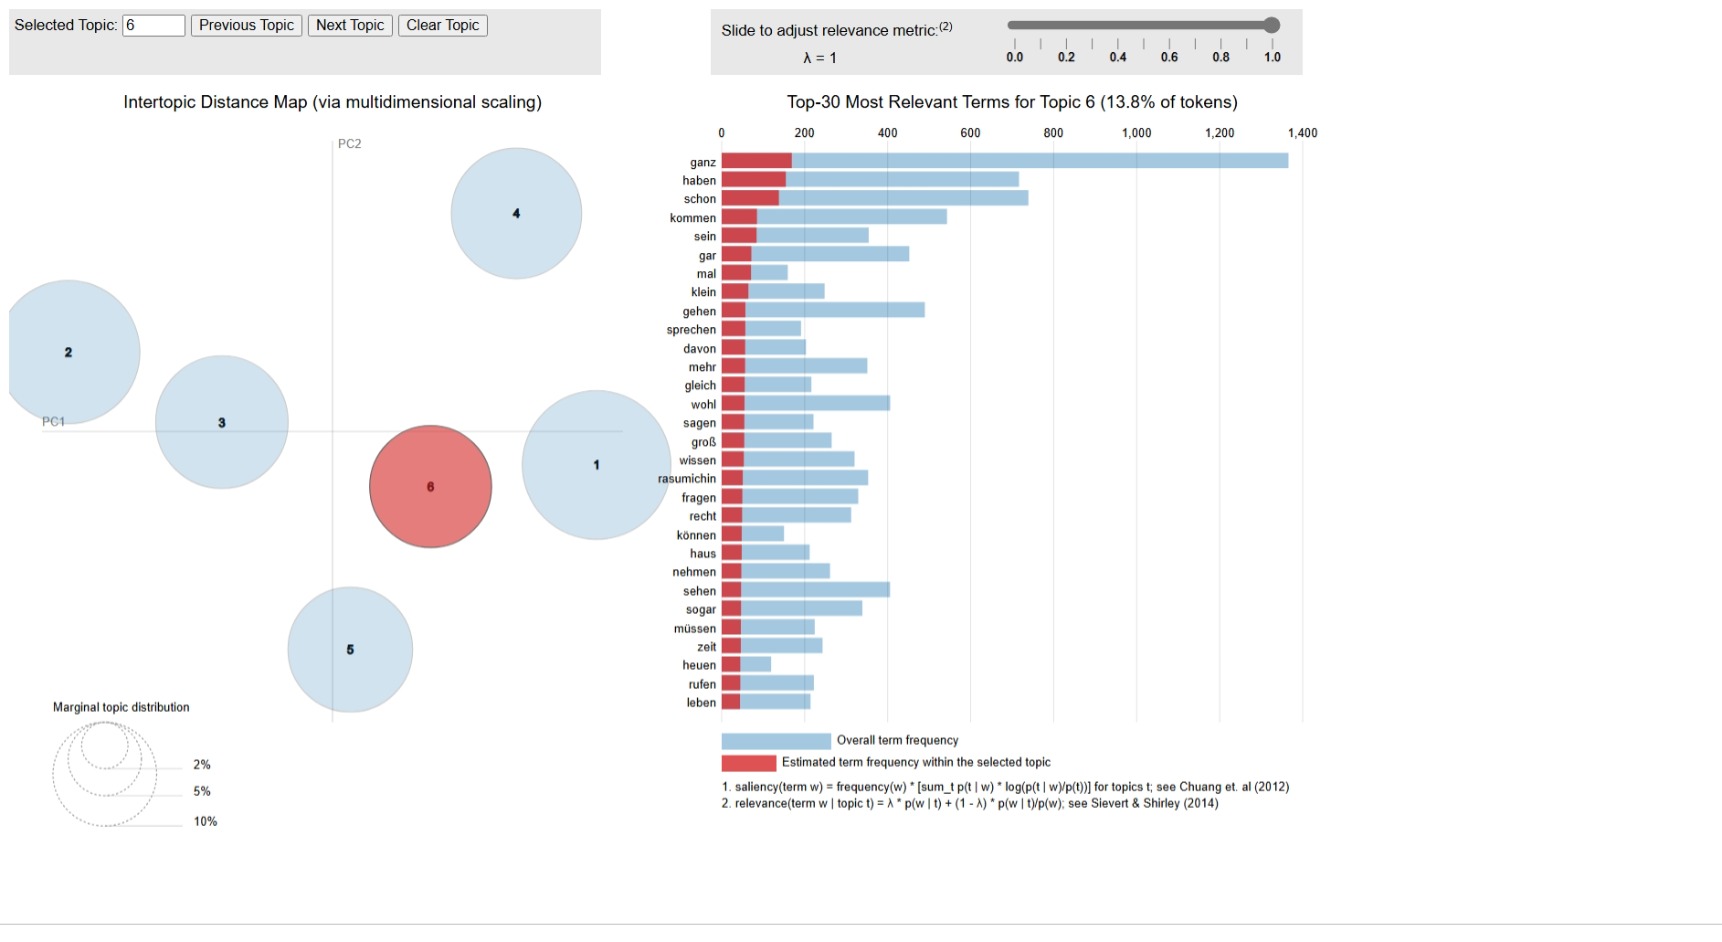 Selected Topic: 6 Previous Topic Next Topic Clear Topic
Slide to adjust relevance metric:(2)
λ = 1
0.0 0.2 0.4 0.6 0.8 1.0
Intertopic Distance Map (via multidimensional scaling)
PC2
4
2
PC1
3
1
6
5
Marginal topic distribution
2%
5%
10%
Top-30 Most Relevant Terms for Topic 6 (13.8% of tokens)
0 200 400 600 800 1,000 1,200 1,400
ganz
haben
schon
kommen
sein
gar
mal
klein
gehen
sprechen
davon
mehr
gleich
wohl
sagen
groß
wissen
rasumichin
fragen
recht
können
haus
nehmen
sehen
sogar
müssen
zeit
heuen
rufen
leben
Overall term frequency
Estimated term frequency within the selected topic
1. saliency(term w) = frequency(w) * [sum_t p(t | w) * log(p(t | w)/p(t))] for topics t; see Chuang et. al (2012)
2. relevance(term w | topic t) = λ * p(w | t) + (1 - λ) * p(w | t)/p(w); see Sievert & Shirley (2014)